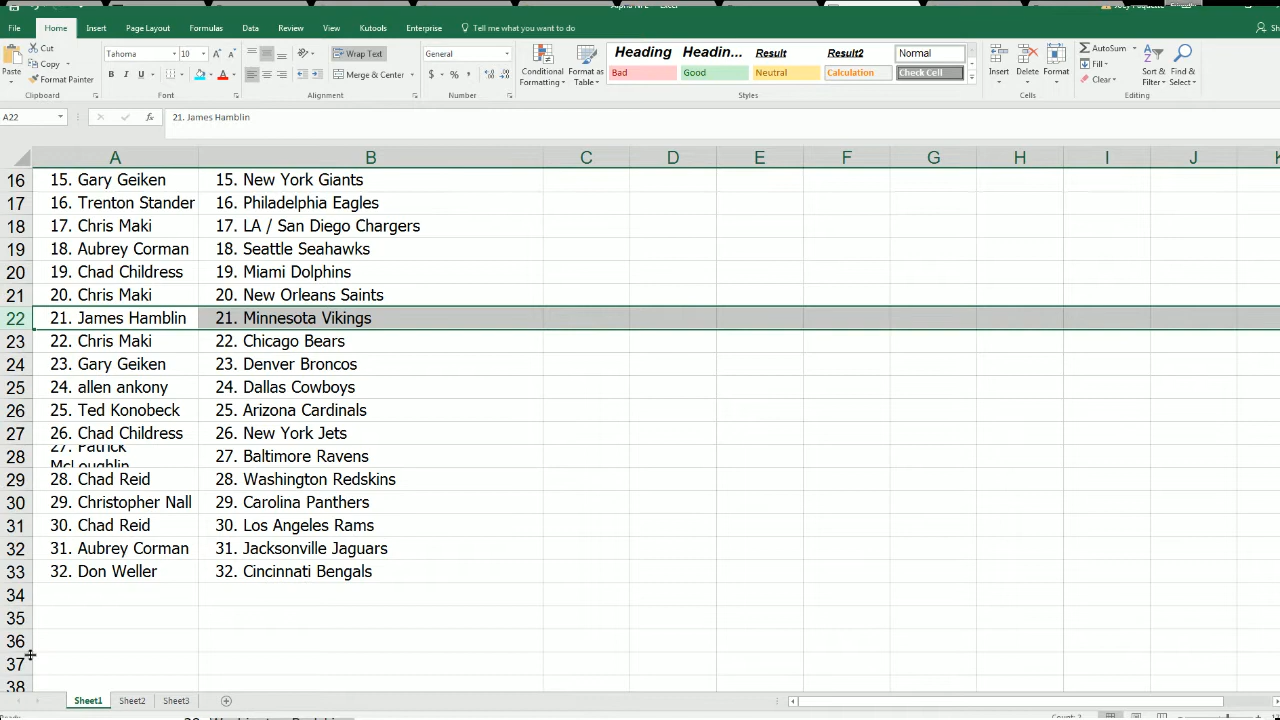 File Home Insert Page Layout Formulas Data Review View Kutools Enterprise Tell me what you want to do
Paste Cut Copy Format Painter Clipboard
Tahoma 10 B I U A A A Font
Wrap Text Merge & Center Alignment
General $ % Number
Conditional Formatting Format as Table
Heading Headin... Result Result2 Normal
Bad Good Neutral Calculation Check Cell
Styles
Insert Delete Format Cells
AutoSum Fill Clear Sort & Filter Find & Select Editing
A22 fx 21. James Hamblin
A B C D E F G H I J K
16 15. Gary Geiken 15. New York Giants
17 16. Trenton Stander 16. Philadelphia Eagles
18 17. Chris Maki 17. LA / San Diego Chargers
19 18. Aubrey Corman 18. Seattle Seahawks
20 19. Chad Childress 19. Miami Dolphins
21 20. Chris Maki 20. New Orleans Saints
22 21. James Hamblin 21. Minnesota Vikings
23 22. Chris Maki 22. Chicago Bears
24 23. Gary Geiken 23. Denver Broncos
25 24. allen ankony 24. Dallas Cowboys
26 25. Ted Konobeck 25. Arizona Cardinals
27 26. Chad Childress 26. New York Jets
28 27. Patrick McLoughlin 27. Baltimore Ravens
29 28. Chad Reid 28. Washington Redskins
30 29. Christopher Nall 29. Carolina Panthers
31 30. Chad Reid 30. Los Angeles Rams
32 31. Aubrey Corman 31. Jacksonville Jaguars
33 32. Don Weller 32. Cincinnati Bengals
34
35
36
37
38
Sheet1 Sheet2 Sheet3